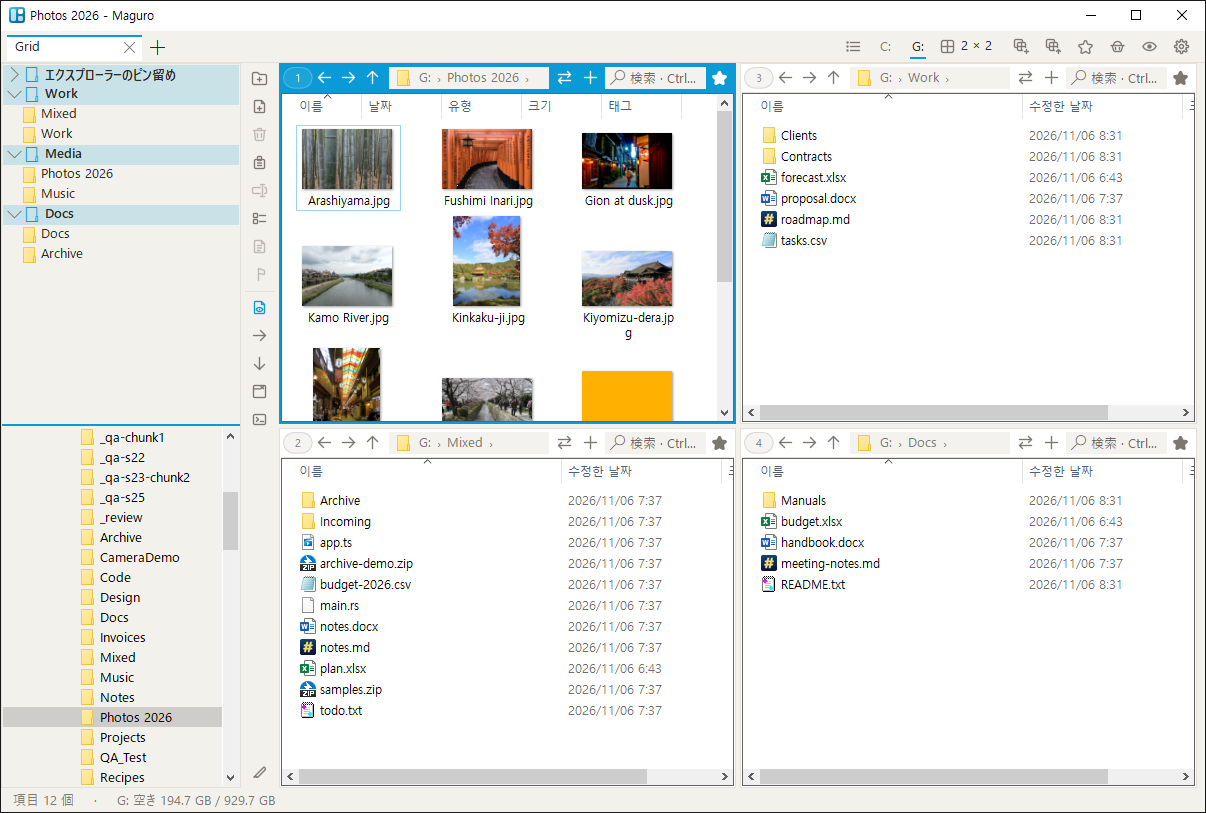 Photos 2026 - Maguro
Grid
C:
G:
2 × 2
エクスプローラーのピン留め
Work
Mixed
Work
Media
Photos 2026
Music
Docs
Docs
Archive
_qa-chunk1
_qa-s22
_qa-s23-chunk2
_qa-s25
_review
Archive
CameraDemo
Code
Design
Docs
Invoices
Mixed
Music
Notes
Photos 2026
Projects
QA_Test
Recipes
1
G: › Photos 2026 ›
検索 · Ctrl...
이름 날짜 유형 크기 태그
Arashiyama.jpg
Fushimi Inari.jpg
Gion at dusk.jpg
Kamo River.jpg
Kinkaku-ji.jpg
Kiyomizu-dera.jp
g
3
G: › Work ›
検索 · Ctrl...
이름 수정한 날짜
Clients 2026/11/06 8:31
Contracts 2026/11/06 8:31
forecast.xlsx 2026/11/06 6:43
proposal.docx 2026/11/06 7:37
roadmap.md 2026/11/06 8:31
tasks.csv 2026/11/06 8:31
2
G: › Mixed ›
検索 · Ctrl...
이름 수정한 날짜
Archive 2026/11/06 7:37
Incoming 2026/11/06 7:37
app.ts 2026/11/06 7:37
archive-demo.zip 2026/11/06 7:37
budget-2026.csv 2026/11/06 7:37
main.rs 2026/11/06 7:37
notes.docx 2026/11/06 7:37
notes.md 2026/11/06 7:37
plan.xlsx 2026/11/06 6:43
samples.zip 2026/11/06 7:37
todo.txt 2026/11/06 7:37
4
G: › Docs ›
検索 · Ctrl...
이름 수정한 날짜
Manuals 2026/11/06 8:31
budget.xlsx 2026/11/06 6:43
handbook.docx 2026/11/06 7:37
meeting-notes.md 2026/11/06 7:37
README.txt 2026/11/06 8:31
項目 12 個 · G: 空き 194.7 GB / 929.7 GB